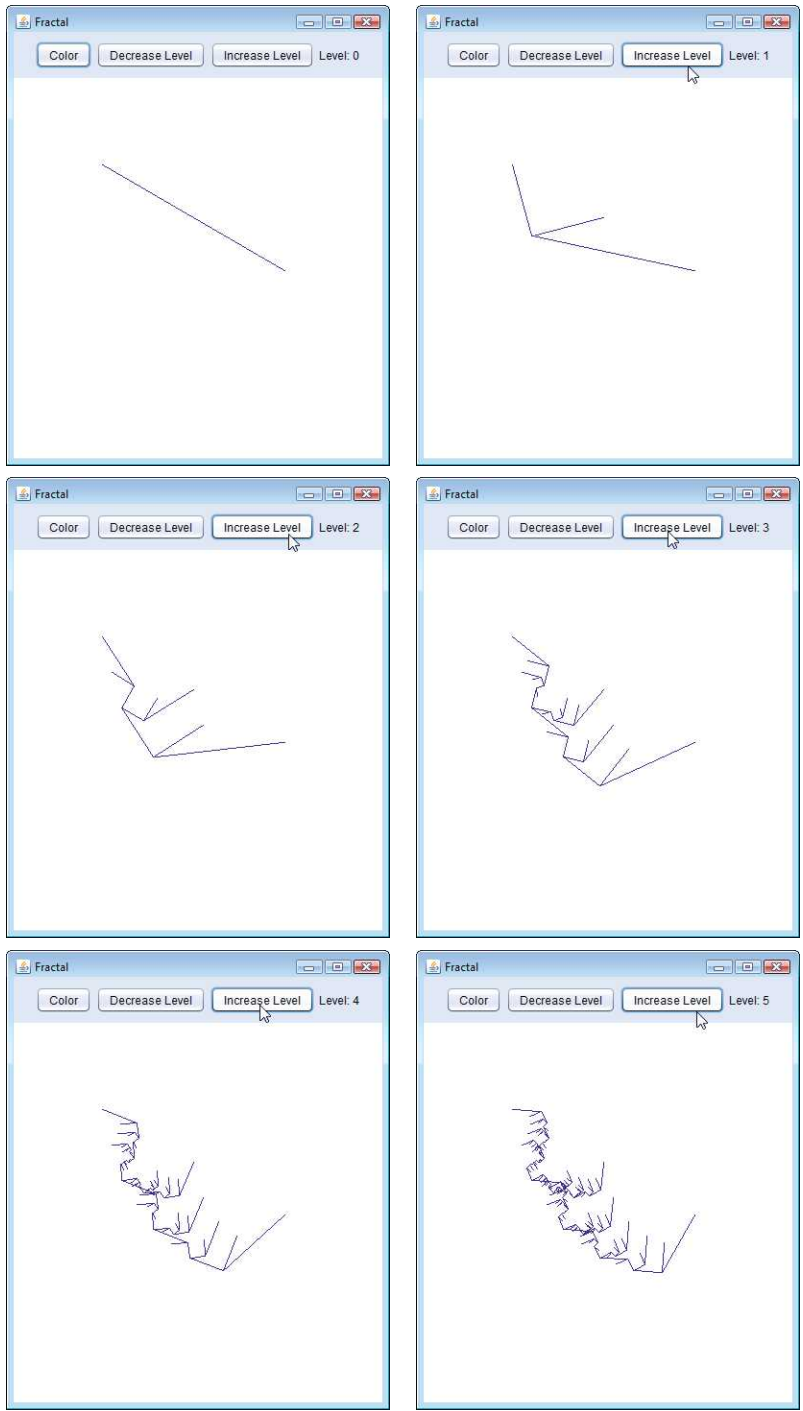 Fractal
Color Decrease Level Increase Level Level: 0
Fractal
Color Decrease Level Increase Level Level: 1
Fractal
Color Decrease Level Increase Level Level: 2
Fractal
Color Decrease Level Increase Level Level: 3
Fractal
Color Decrease Level Increase Level Level: 4
Fractal
Color Decrease Level Increase Level Level: 5